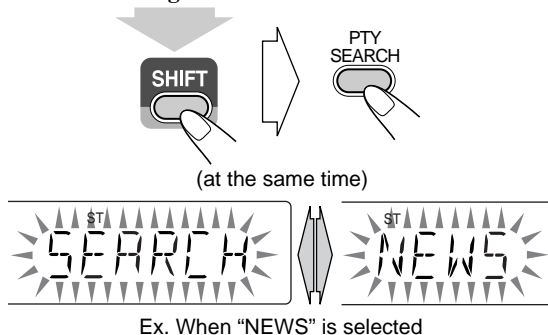 PTY
SEARCH
SHIFT
(at the same time)
ST
SEARCH
ST
NEWS
Ex. When “NEWS” is selected